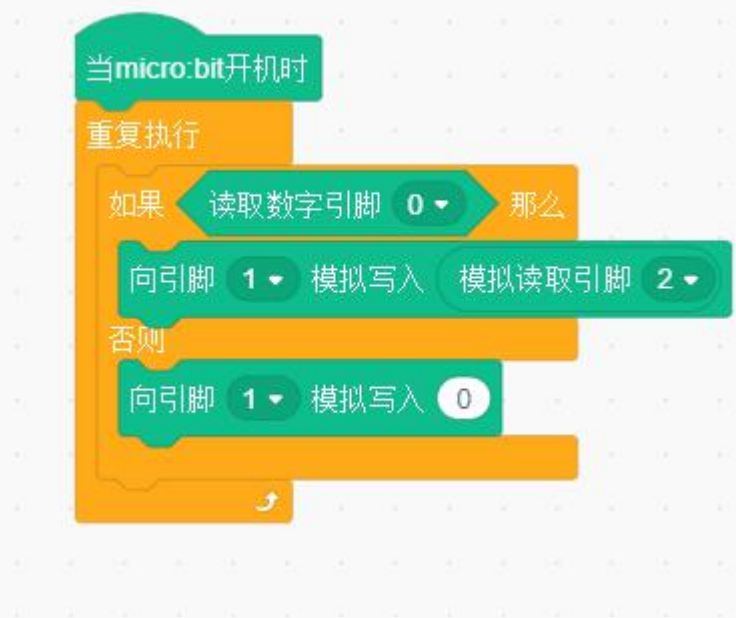 当micro:bit开机时
重复执行
如果 读取数字引脚 0 那么
向引脚 1 模拟写入 模拟读取引脚 2
否则
向引脚 1 模拟写入 0